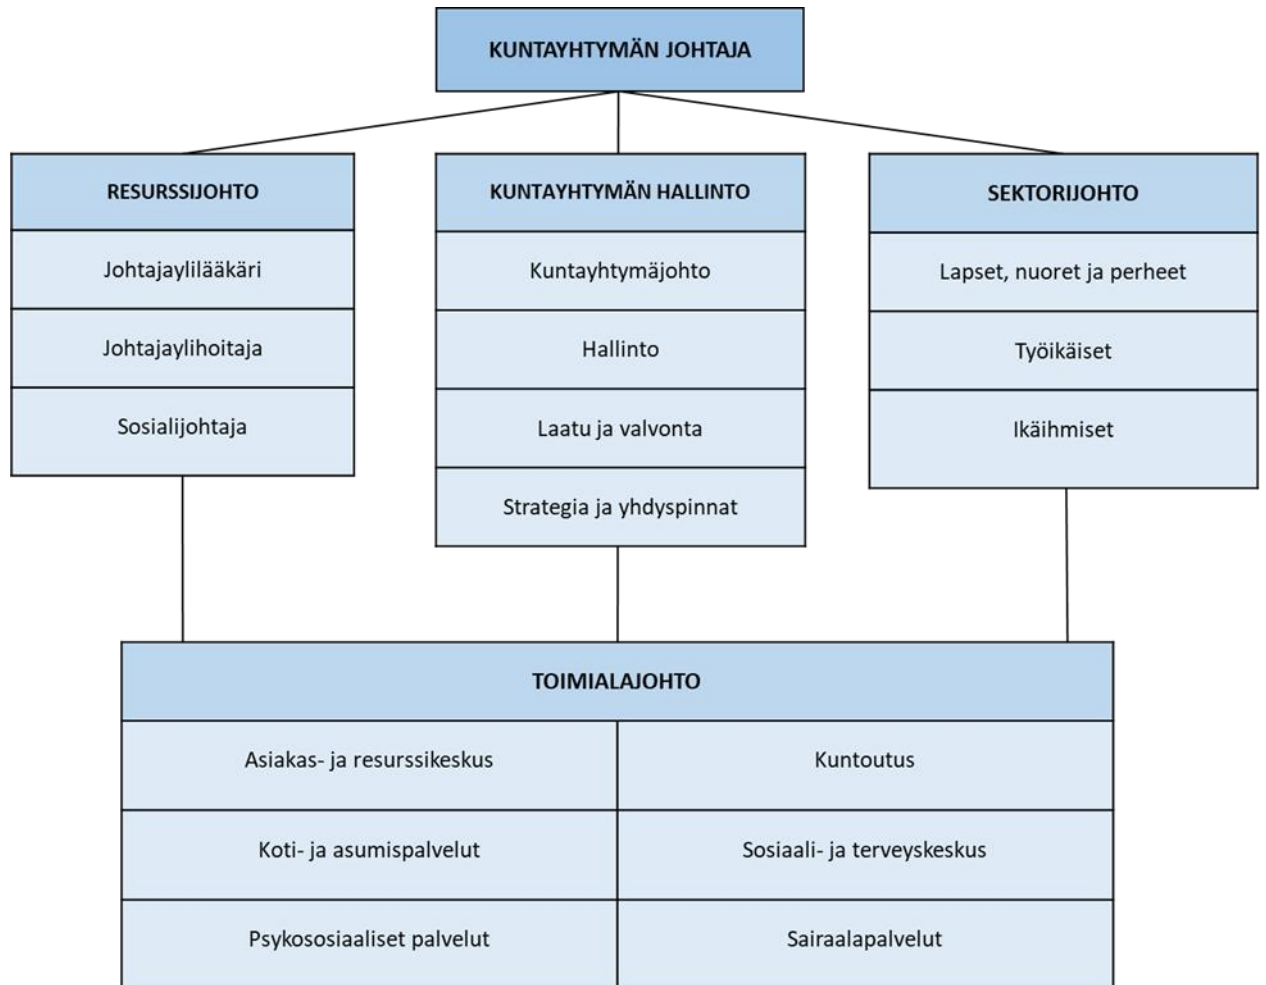 KUNTAYHTYMÄN JOHTAJA
RESURSSIJOHTO
Johtajaylilääkäri
Johtajaylihoitaja
Sosialijohtaja
KUNTAYHTYMÄN HALLINTO
Kuntayhtymäjohto
Hallinto
Laatu ja valvonta
Strategia ja yhdyspinnat
SEKTORIJOHTO
Lapset, nuoret ja perheet
Työikäiset
Ikäihmiset
TOIMIALAJOHTO
Asiakas- ja resurssikeskus
Kuntoutus
Koti- ja asumispalvelut
Sosiaali- ja terveyskeskus
Psykososiaaliset palvelut
Sairaalapalvelut